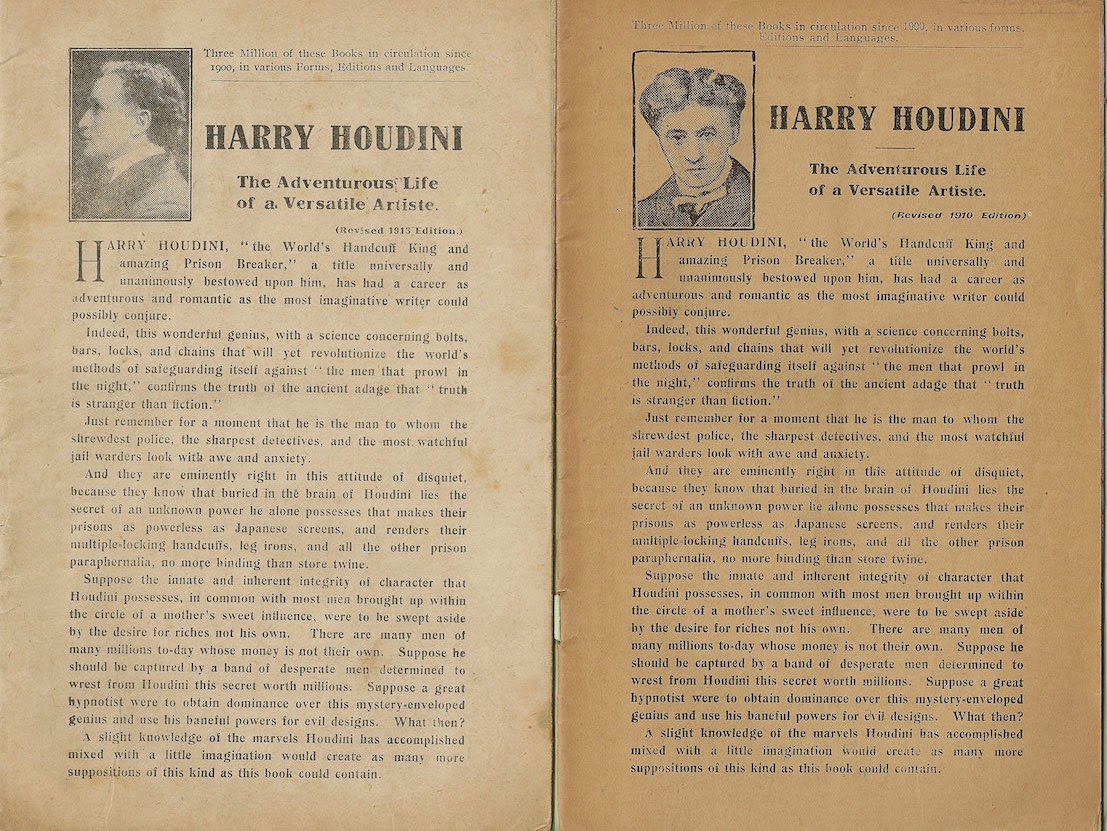 Three Million of these Books in circulation since
1900, in various Forms, Editions and Languages.
HARRY HOUDINI
The Adventurous Life
of a Versatile Artiste.
(Revised 1913 Edition.)
HARRY HOUDINI, “the World's Handcuff King and
amazing Prison Breaker,” a title universally and
unanimously bestowed upon him, has had a career as
adventurous and romantic as the most imaginative writer could
possibly conjure.
Indeed, this wonderful genius, with a science concerning bolts,
bars, locks, and chains that will yet revolutionize the world's
methods of safeguarding itself against “the men that prowl in
the night,” confirms the truth of the ancient adage that “truth
is stranger than fiction.”
Just remember for a moment that he is the man to whom the
shrewdest police, the sharpest detectives, and the most watchful
jail warders look with awe and anxiety.
And they are eminently right in this attitude of disquiet,
because they know that buried in the brain of Houdini lies the
secret of an unknown power he alone possesses that makes their
prisons as powerless as Japanese screens, and renders their
multiple-locking handcuffs, leg irons, and all the other prison
paraphernalia, no more binding than store twine.
Suppose the innate and inherent integrity of character that
Houdini possesses, in common with most men brought up within
the circle of a mother's sweet influence, were to be swept aside
by the desire for riches not his own. There are many men of
many millions to-day whose money is not their own. Suppose he
should be captured by a band of desperate men determined to
wrest from Houdini this secret worth millions. Suppose a great
hypnotist were to obtain dominance over this mystery-enveloped
genius and use his baneful powers for evil designs. What then?
A slight knowledge of the marvels Houdini has accomplished
mixed with a little imagination would create as many more
suppositions of this kind as this book could contain.
Three Million of these Books in circulation since 1900, in various forms,
Editions and Languages.
HARRY HOUDINI
The Adventurous Life
of a Versatile Artiste.
(Revised 1910 Edition)
HARRY HOUDINI, “the World's Handcuff King and
amazing Prison Breaker,” a title universally and
unanimously bestowed upon him, has had a career as
adventurous and romantic as the most imaginative writer could
possibly conjure.
Indeed, this wonderful genius, with a science concerning bolts,
bars, locks, and chains that will yet revolutionize the world's
methods of safeguarding itself against “the men that prowl in
the night,” confirms the truth of the ancient adage that “truth
is stranger than fiction.”
Just remember for a moment that he is the man to whom the
shrewdest police, the sharpest detectives, and the most watchful
jail warders look with awe and anxiety.
And they are eminently right in this attitude of disquiet,
because they know that buried in the brain of Houdini lies the
secret of an unknown power he alone possesses that makes their
prisons as powerless as Japanese screens, and renders their
multiple-locking handcuffs, leg irons, and all the other prison
paraphernalia, no more binding than store twine.
Suppose the innate and inherent integrity of character that
Houdini possesses, in common with most men brought up within
the circle of a mother's sweet influence, were to be swept aside
by the desire for riches not his own. There are many men of
many millions to-day whose money is not their own. Suppose he
should be captured by a band of desperate men determined to
wrest from Houdini this secret worth millions. Suppose a great
hypnotist were to obtain dominance over this mystery-enveloped
genius and use his baneful powers for evil designs. What then?
A slight knowledge of the marvels Houdini has accomplished
mixed with a little imagination would create as many more
suppositions of this kind as this book could contain.